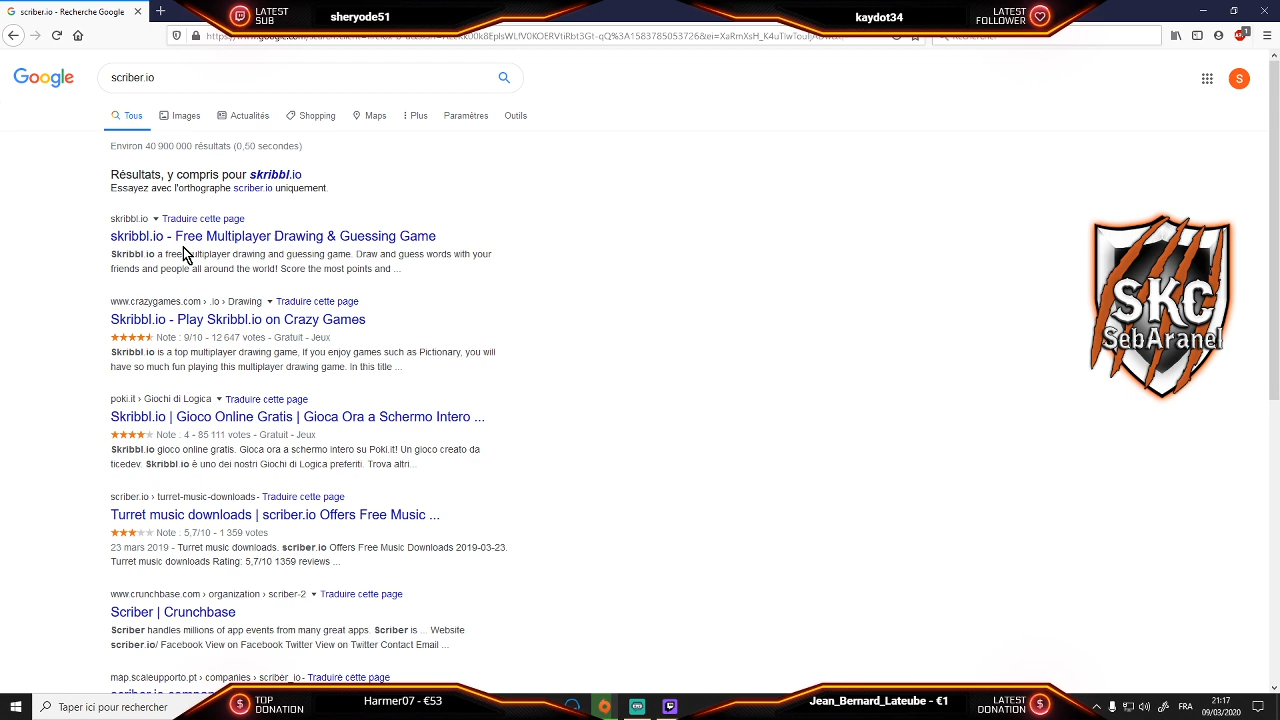 scriber.io - Recherche Google
LATEST
SUB
sheryode51
kaydot34
LATEST
FOLLOWER
Google
scriber.io
S
Tous
Images
Actualités
Shopping
Maps
Plus
Paramètres
Outils
Environ 40 900 000 résultats (0,50 secondes)
Résultats, y compris pour skribbl.io
Essayez avec l'orthographe scriber.io uniquement.
skribbl.io Traduire cette page
skribbl.io - Free Multiplayer Drawing & Guessing Game
Skribbl.io a free multiplayer drawing and guessing game. Draw and guess words with your
friends and people all around the world! Score the most points and ...
www.crazygames.com › .io › Drawing Traduire cette page
Skribbl.io - Play Skribbl.io on Crazy Games
Note : 9/10 - 12 647 votes - Gratuit - Jeux
Skribbl.io is a top multiplayer drawing game, If you enjoy games such as Pictionary, you will
have so much fun playing this multiplayer drawing game. In this title ...
poki.it › Giochi di Logica Traduire cette page
Skribbl.io | Gioco Online Gratis | Gioca Ora a Schermo Intero ...
Note : 4 - 85 111 votes - Gratuit - Jeux
Skribbl.io gioco online gratis. Gioca ora a schermo intero su Poki.it! Un gioco creato da
ticedev. Skribbl.io è uno dei nostri Giochi di Logica preferiti. Trova altri...
scriber.io › turret-music-downloads Traduire cette page
Turret music downloads | scriber.io Offers Free Music ...
Note : 5,7/10 - 1 359 votes
23 mars 2019 - Turret music downloads. scriber.io Offers Free Music Downloads 2019-03-23.
Turret music downloads Rating: 5,7/10 1359 reviews ...
www.crunchbase.com › organization › scriber-2 Traduire cette page
Scriber | Crunchbase
Scriber handles millions of app events from many great apps. Scriber is ... Website
scriber.io/ Facebook View on Facebook Twitter View on Twitter Contact Email ...
map.scaleupporto.pt › companies › scriber_io Traduire cette page
SKC
SebAranel
Taper ici pour rechercher
TOP
DONATION
Harmer07 - €53
Jean_Bernard_Lateube - €1
LATEST
DONATION
FRA
21:17
09/03/2020